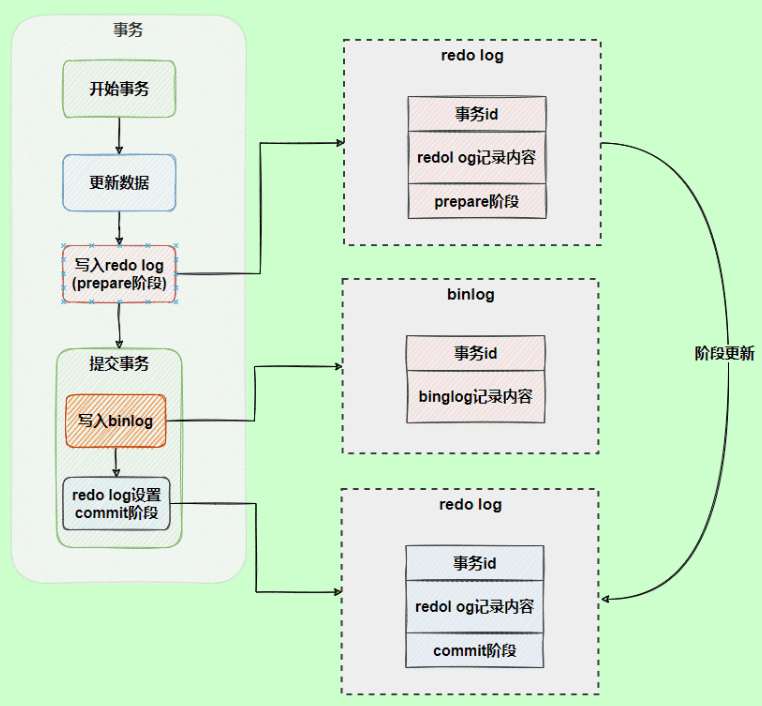 事务
开始事务
更新数据
写入redo log
(prepare阶段)
提交事务
写入binlog
redo log设置
commit阶段
redo log
事务id
redol og记录内容
prepare阶段
binlog
事务id
binglog记录内容
redo log
事务id
redol og记录内容
commit阶段
阶段更新